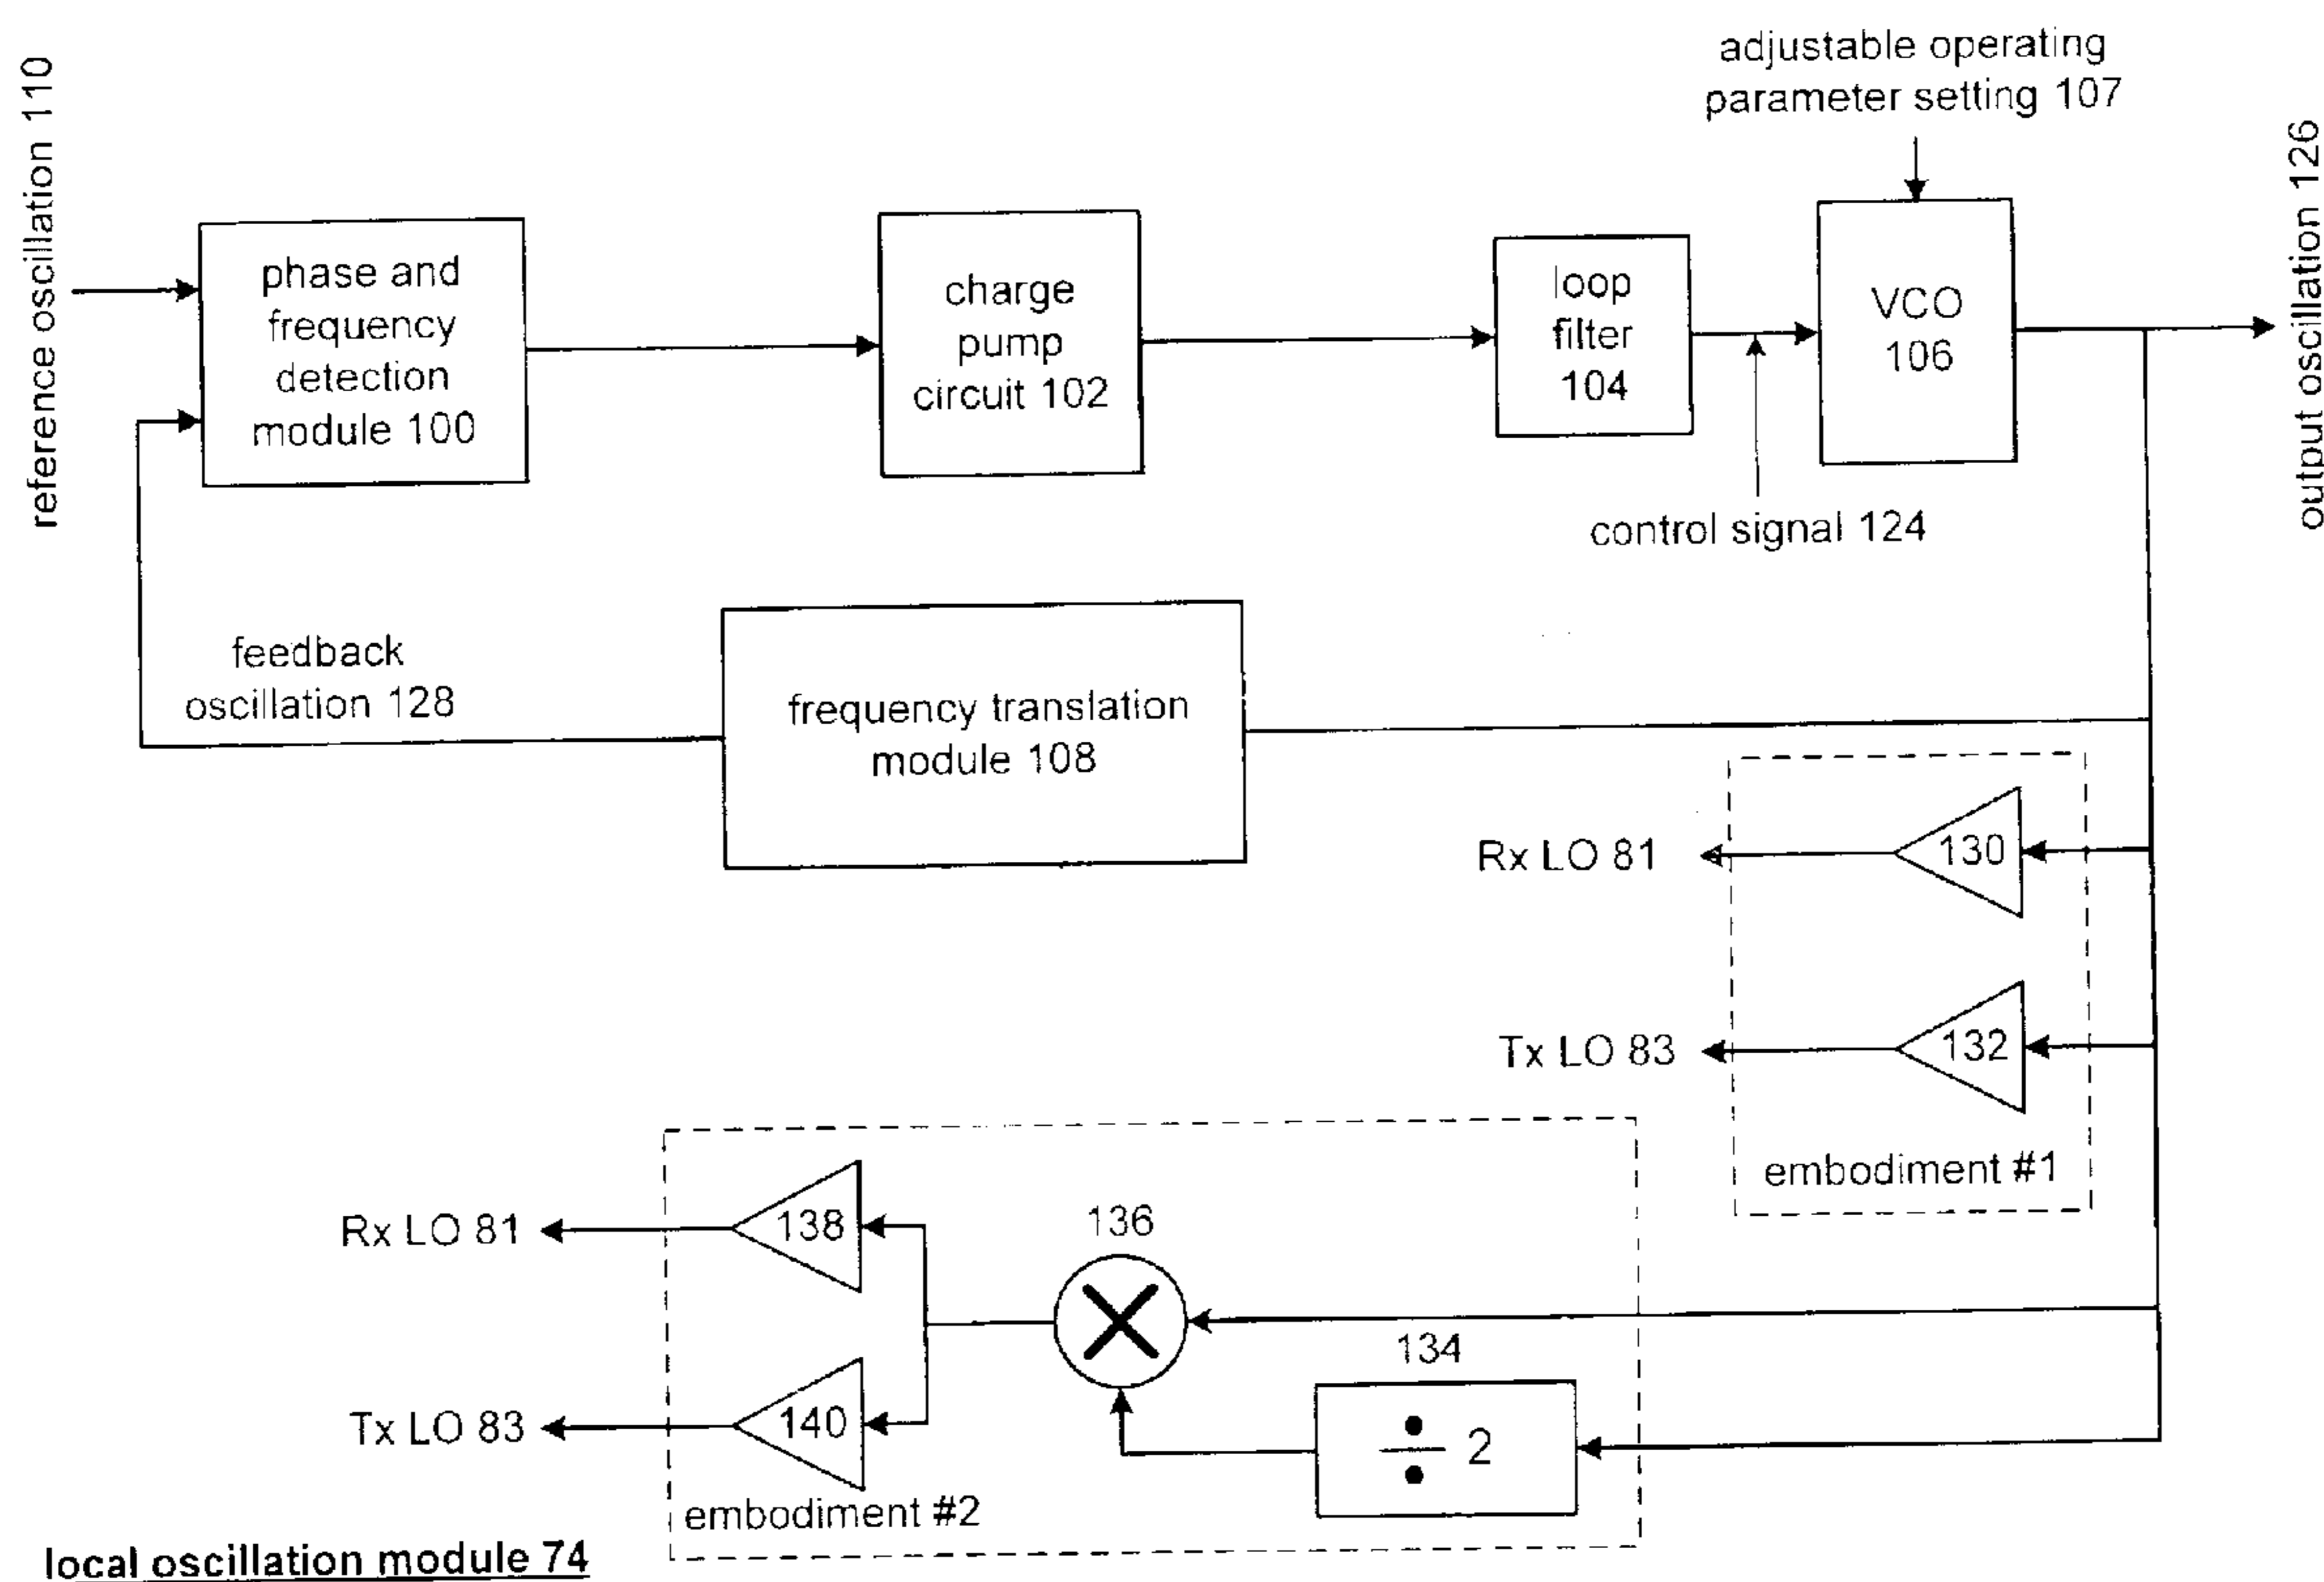 adjustable operating
parameter setting 107
reference oscillation 110
phase and
frequency
detection
module 100
charge
pump
circuit 102
loop
filter
104
VCO
106
output oscillation 126
control signal 124
feedback
oscillation 128
frequency translation
module 108
Rx LO 81
130
Tx LO 83
132
embodiment #1
Rx LO 81
138
136
134
Tx LO 83
140
÷ 2
embodiment #2
local oscillation module 74